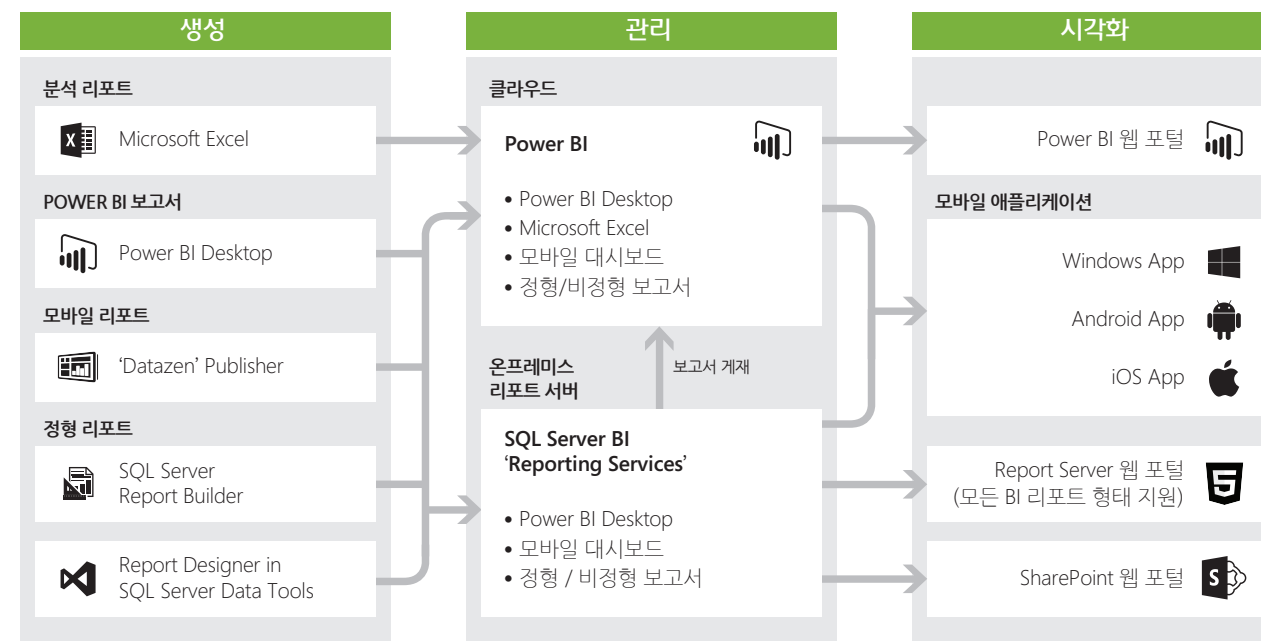 생성
분석 리포트
Microsoft Excel
POWER BI 보고서
Power BI Desktop
모바일 리포트
‘Datazen’ Publisher
정형 리포트
SQL Server
Report Builder
Report Designer in
SQL Server Data Tools
관리
클라우드
Power BI
• Power BI Desktop
• Microsoft Excel
• 모바일 대시보드
• 정형/비정형 보고서
온프레미스
리포트 서버
보고서 게재
SQL Server BI
‘Reporting Services’
• Power BI Desktop
• 모바일 대시보드
• 정형 / 비정형 보고서
시각화
Power BI 웹 포털
모바일 애플리케이션
Windows App
Android App
iOS App
Report Server 웹 포털
(모든 BI 리포트 형태 지원)
SharePoint 웹 포털